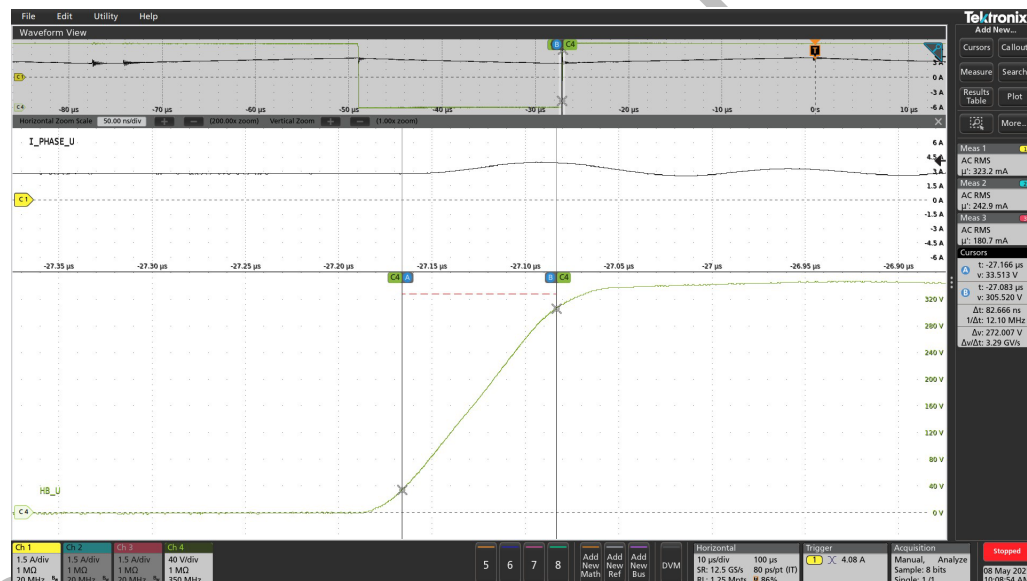 File Edit Utility Help
Tektronix
Waveform View
Add New...
B C4
T
Cursors Callout
C1
3 A
0 A
Measure Search
-3 A
C4
-6 A
Results Table Plot
-80 µs -70 µs -60 µs -50 µs -40 µs -30 µs -20 µs -10 µs 0 s 10 µs
Horizontal Zoom Scale 50.00 ns/div + − (200.00x zoom) Vertical Zoom + − (1.00x zoom)
More...
I_PHASE_U
6 A
4.5 A
3 A
1.5 A
C1
0 A
-1.5 A
-3 A
-4.5 A
-6 A
Meas 1 1
AC RMS
µ': 323.2 mA
Meas 2 2
AC RMS
µ': 242.9 mA
Meas 3 3
AC RMS
µ': 180.7 mA
Cursors
A t: -27.166 µs
v: 33.513 V
B t: -27.083 µs
v: 305.520 V
Δt: 82.666 ns
1/Δt: 12.10 MHz
Δv: 272.007 V
Δv/Δt: 3.29 GV/s
-27.35 µs -27.30 µs -27.25 µs -27.20 µs -27.15 µs -27.10 µs -27.05 µs -27 µs -26.95 µs -26.90 µs
C4 A B C4
320 V
280 V
240 V
200 V
160 V
120 V
80 V
40 V
HB_U
C4
0 V
Ch 1
1.5 A/div
1 MΩ
20 MHz
Ch 2
1.5 A/div
1 MΩ
20 MHz
Ch 3
1.5 A/div
1 MΩ
20 MHz
Ch 4
40 V/div
1 MΩ
350 MHz
5 6 7 8
Add New Math
Add New Ref
Add New Bus
DVM
Horizontal
10 µs/div 100 µs
SR: 12.5 GS/s 80 ps/pt (IT)
RL: 1.25 Mpts 86%
Trigger
1 4.08 A
Acquisition
Manual, Analyze
Sample: 8 bits
Single: 1/1
Stopped
08 May 202
10:08:54